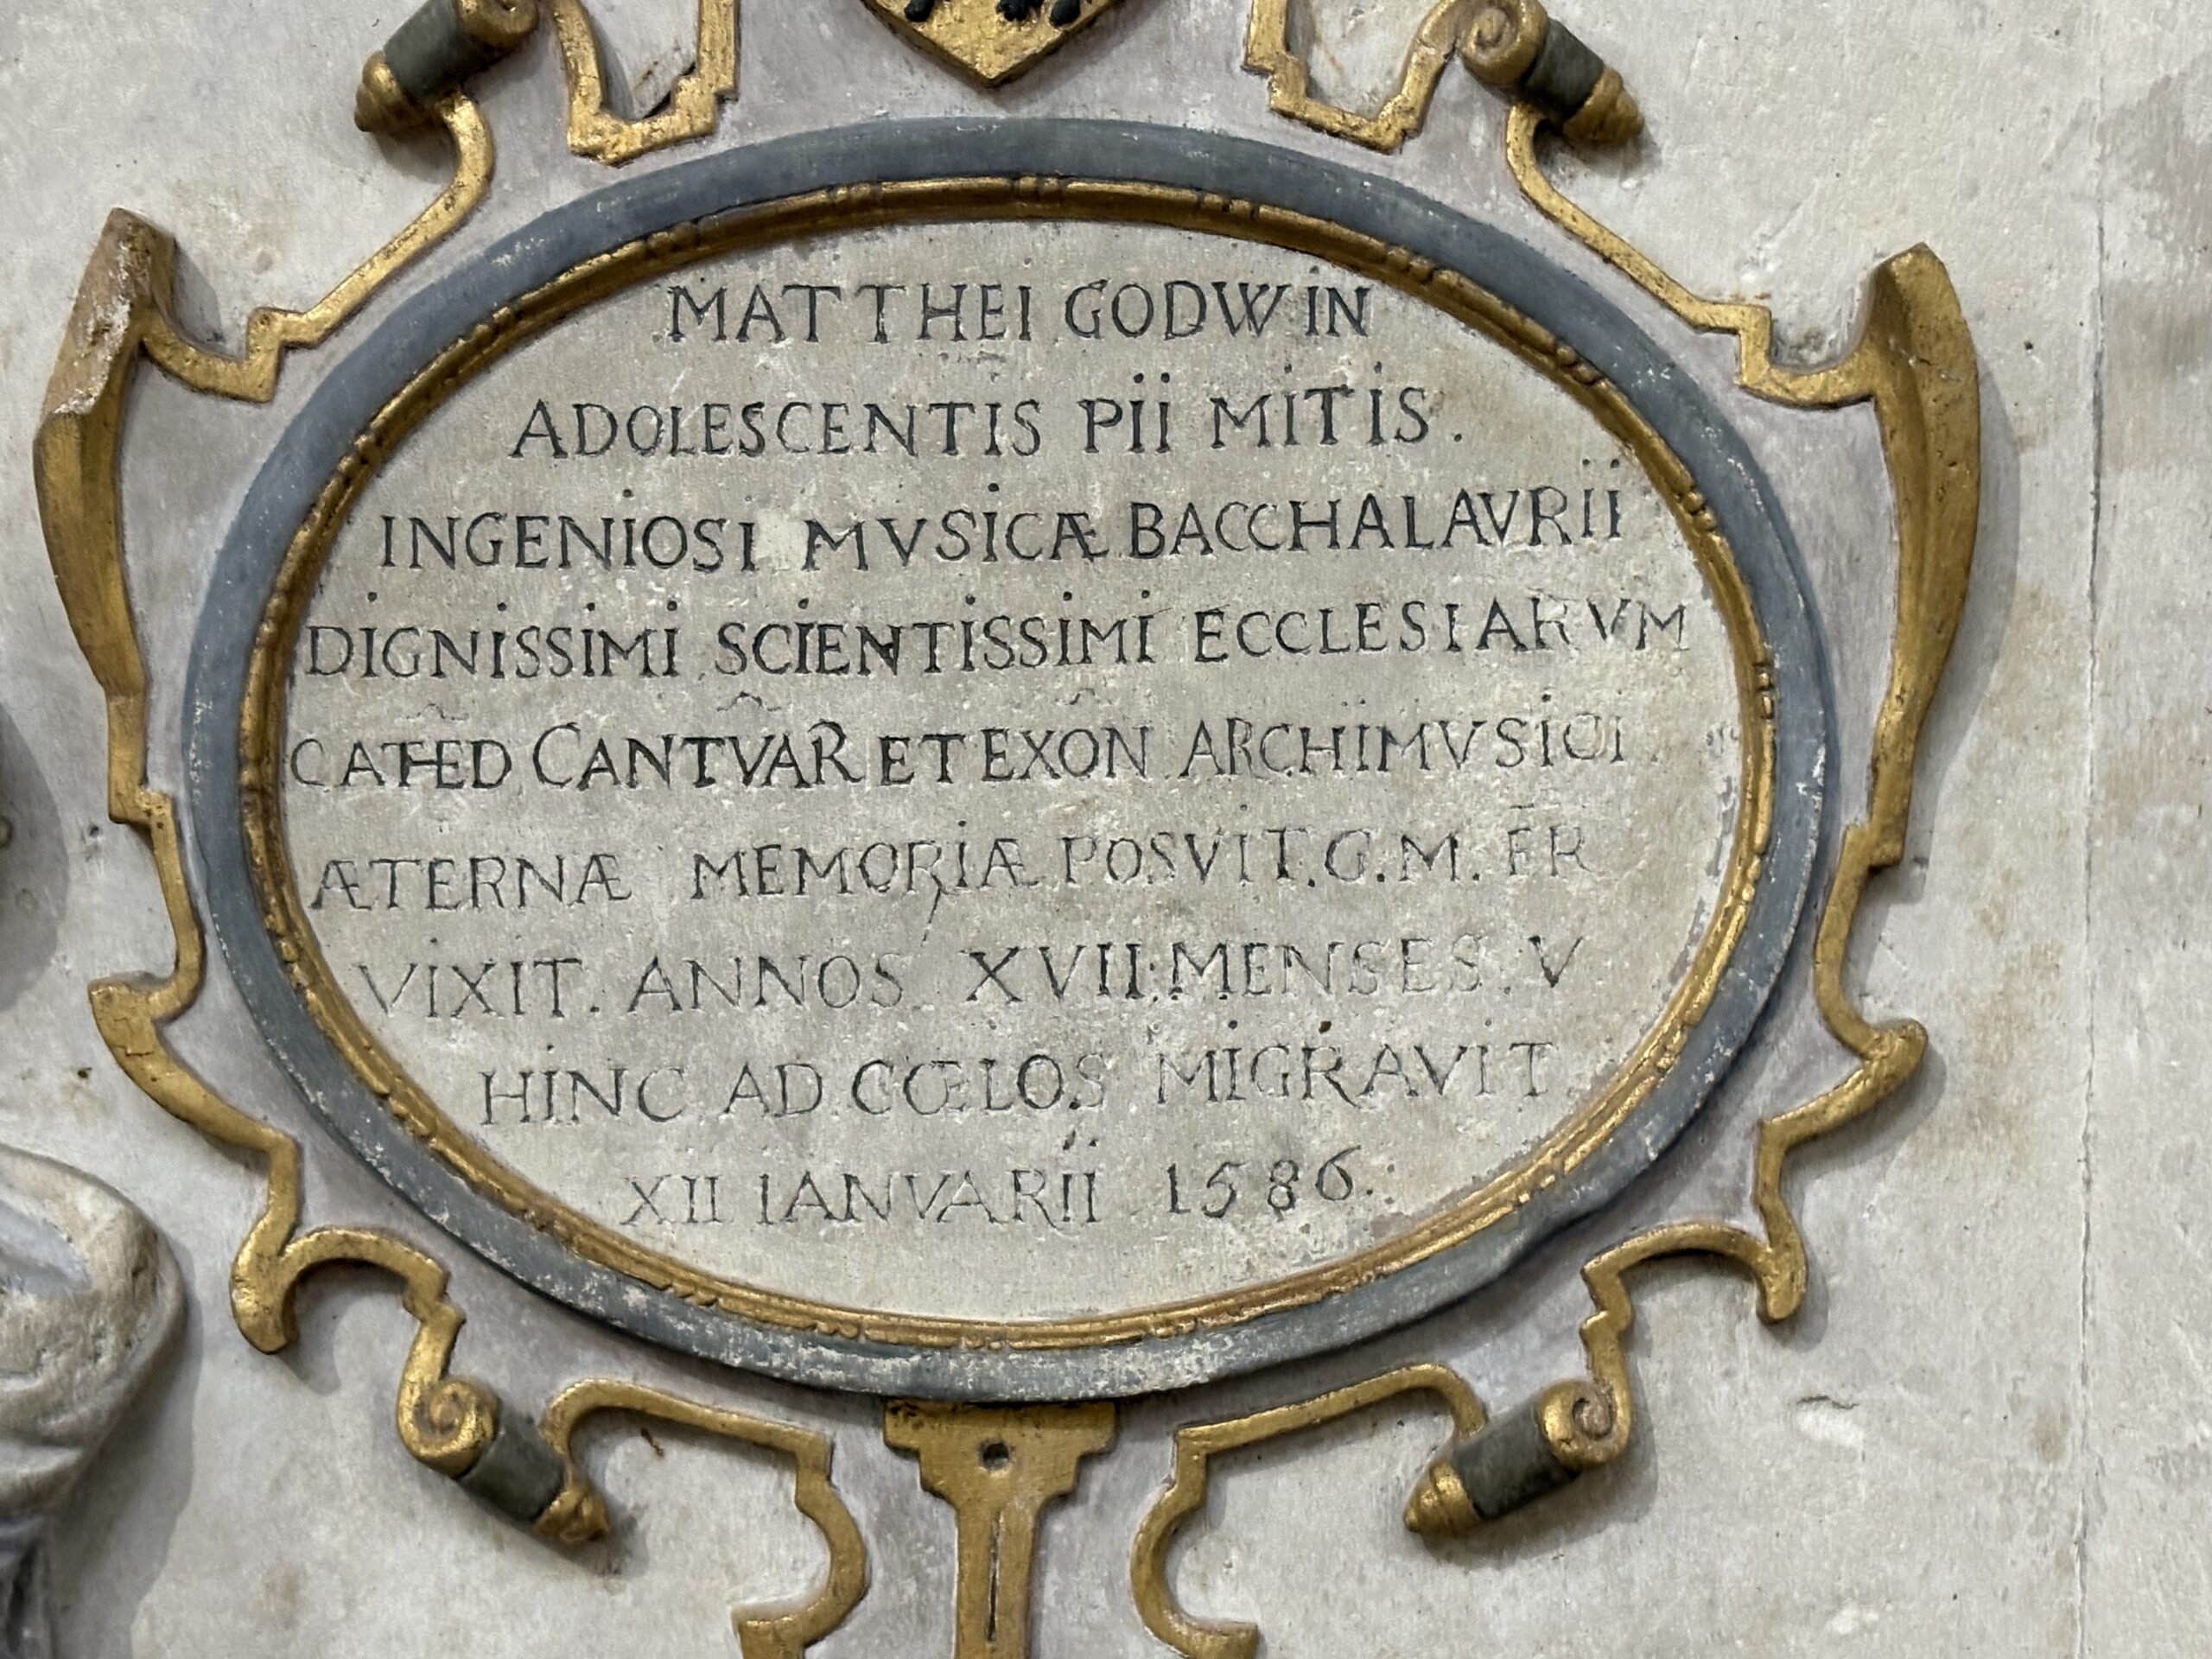 MATTHEI GODWIN
ADOLESCENTIS PII MITIS.
INGENIOSI MVSICÆ BACCHALAVRII
DIGNISSIMI SCIENTISSIMI ECCLESIARVM
CATHED CANTVAR ET EXON ARCHIMVSICI
ÆTERNÆ MEMORIÆ POSVIT. G. M. FR
VIXIT. ANNOS XVII: MENSES. V
HINC AD CŒLOS MIGRAVIT.
XII IANVARII 1586.